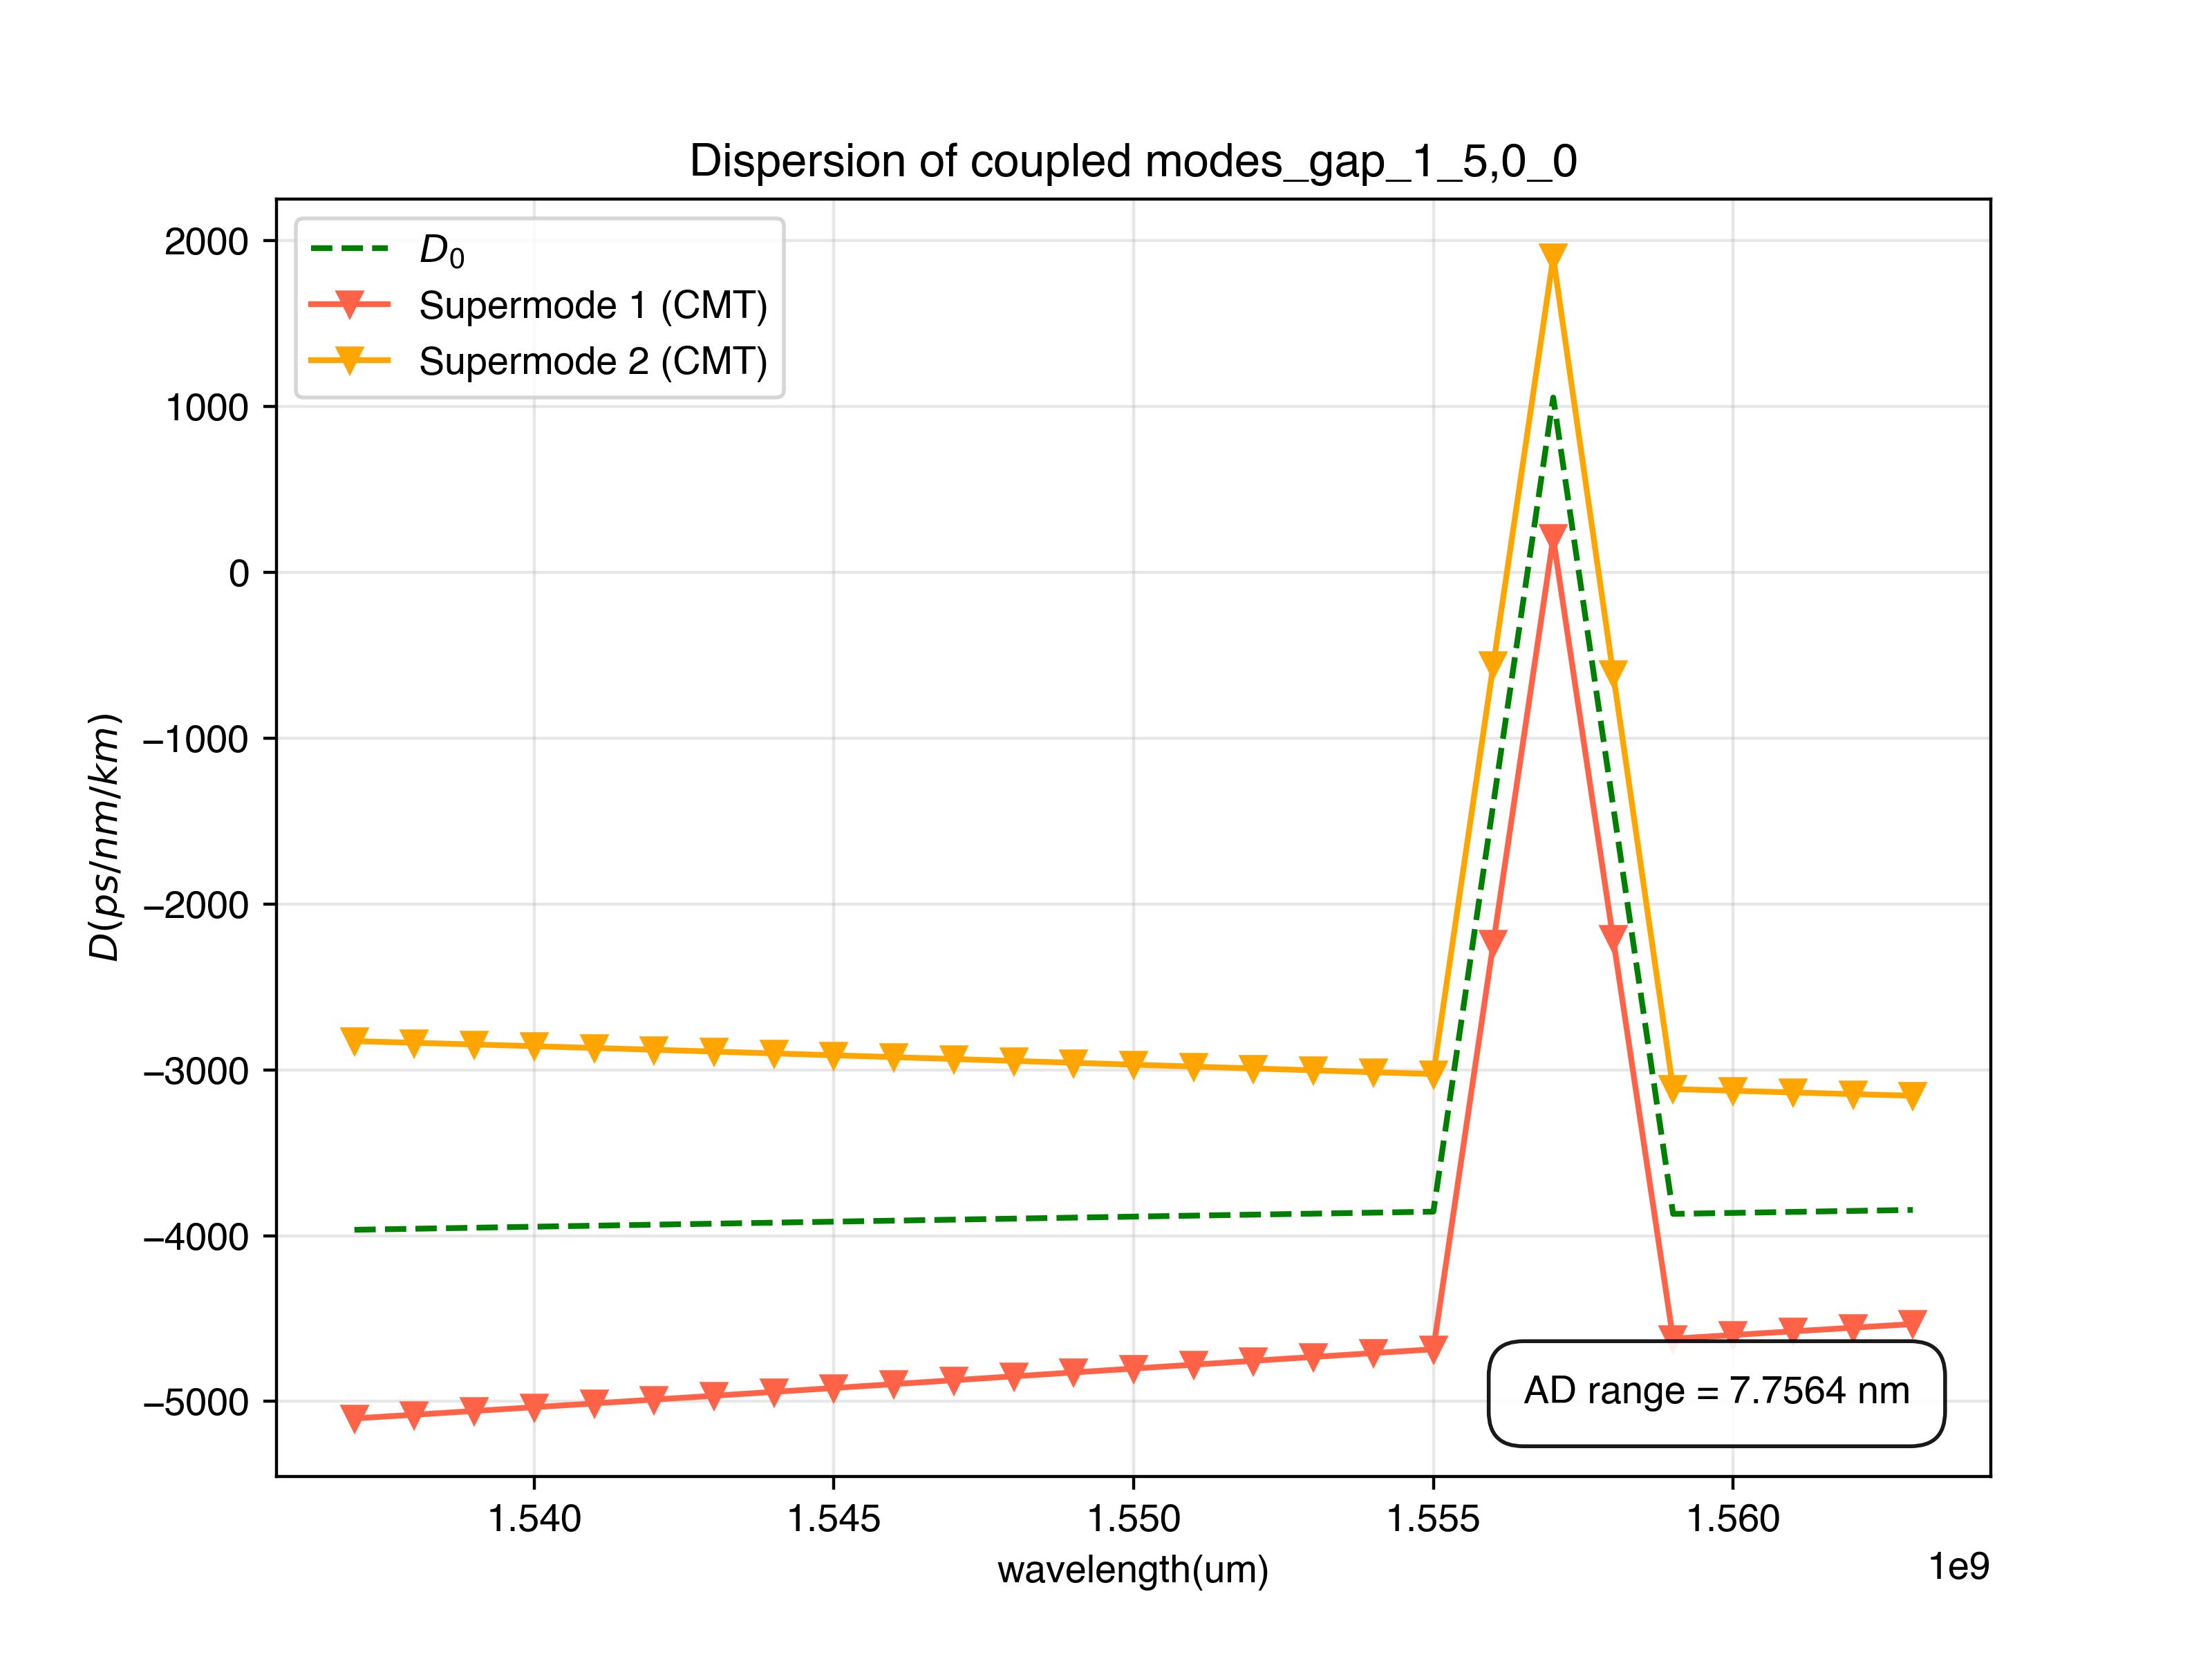 Dispersion of coupled modes_gap_1_5,0_0
D0
Supermode 1 (CMT)
Supermode 2 (CMT)
2000
1000
0
−1000
−2000
−3000
−4000
−5000
D(ps/nm/km)
AD range = 7.7564 nm
1.540 1.545 1.550 1.555 1.560
wavelength(um)
1e9